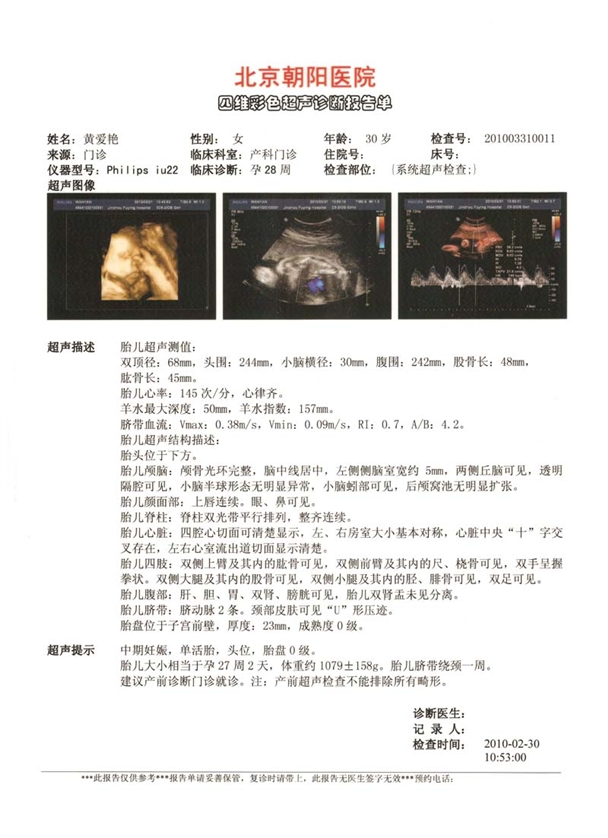 北京朝阳医院
四维彩色超声诊断报告单
姓名：黄爱艳 性别： 女 年龄： 30 岁 检查号： 201003310011
来源：门诊 临床科室：产科门诊 住院号： 床号：
仪器型号：Philips iu22 临床诊断：孕 28 周 检查部位：（系统超声检查;）
超声图像
超声描述 胎儿超声测值：
双顶径：68mm，头围：244mm，小脑横径：30mm，腹围：242mm，股骨长：48mm，
肱骨长：45mm。
胎儿心率：145 次/分，心律齐。
羊水最大深度：50mm，羊水指数：157mm。
脐带血流：Vmax：0.38m/s，Vmin：0.09m/s，RI：0.7，A/B：4.2。
胎儿超声结构描述：
胎头位于下方。
胎儿颅脑：颅骨光环完整，脑中线居中，左侧侧脑室宽约 5mm，两侧丘脑可见，透明
隔腔可见，小脑半球形态无明显异常，小脑蚓部可见，后颅窝池无明显扩张。
胎儿颜面部：上唇连续。眼、鼻可见。
胎儿脊柱：脊柱双光带平行排列，整齐连续。
胎儿心脏：四腔心切面可清楚显示，左、右房室大小基本对称，心脏中央“十”字交
叉存在，左右心室流出道切面显示清楚。
胎儿四肢：双侧上臂及其内的肱骨可见，双侧前臂及其内的尺、桡骨可见，双手呈握
拳状。双侧大腿及其内的股骨可见，双侧小腿及其内的胫、腓骨可见，双足可见。
胎儿腹部：肝、胆、胃、双肾、膀胱可见，胎儿双肾盂未见分离。
胎儿脐带：脐动脉 2 条。颈部皮肤可见“U”形压迹。
胎盘位于子宫前壁，厚度：23mm，成熟度 0 级。
超声提示 中期妊娠，单活胎，头位，胎盘 0 级。
胎儿大小相当于孕 27 周 2 天，体重约 1079±158g。胎儿脐带绕颈一周。
建议产前诊断门诊就诊。注：产前超声检查不能排除所有畸形。
诊断医生：
记 录 人：
检查时间： 2010-02-30
10:53:00
***此报告仅供参考***报告单请妥善保管，复诊时请带上，此报告无医生签字无效***预约电话：